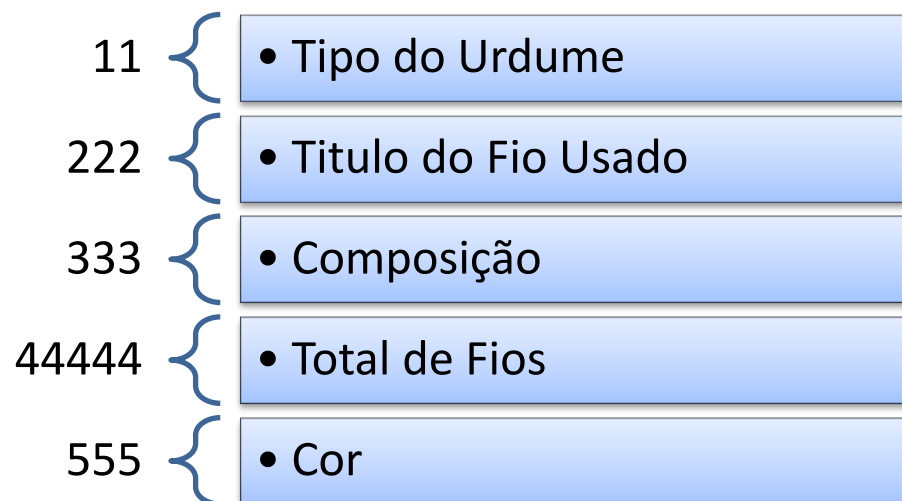 11 • Tipo do Urdume
222 • Titulo do Fio Usado
333 • Composição
44444 • Total de Fios
555 • Cor